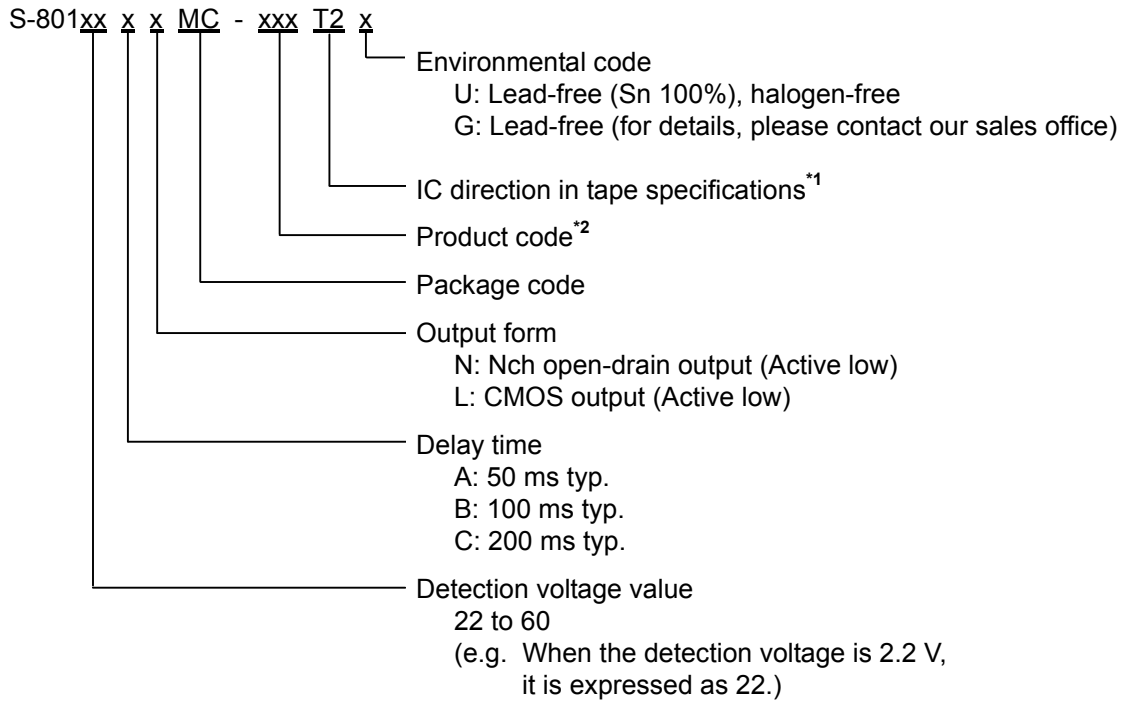 S-801xx x x MC - xxx T2 x
Environmental code
U: Lead-free (Sn 100%), halogen-free
G: Lead-free (for details, please contact our sales office)
IC direction in tape specifications*1
Product code*2
Package code
Output form
N: Nch open-drain output (Active low)
L: CMOS output (Active low)
Delay time
A: 50 ms typ.
B: 100 ms typ.
C: 200 ms typ.
Detection voltage value
22 to 60
(e.g. When the detection voltage is 2.2 V,
it is expressed as 22.)